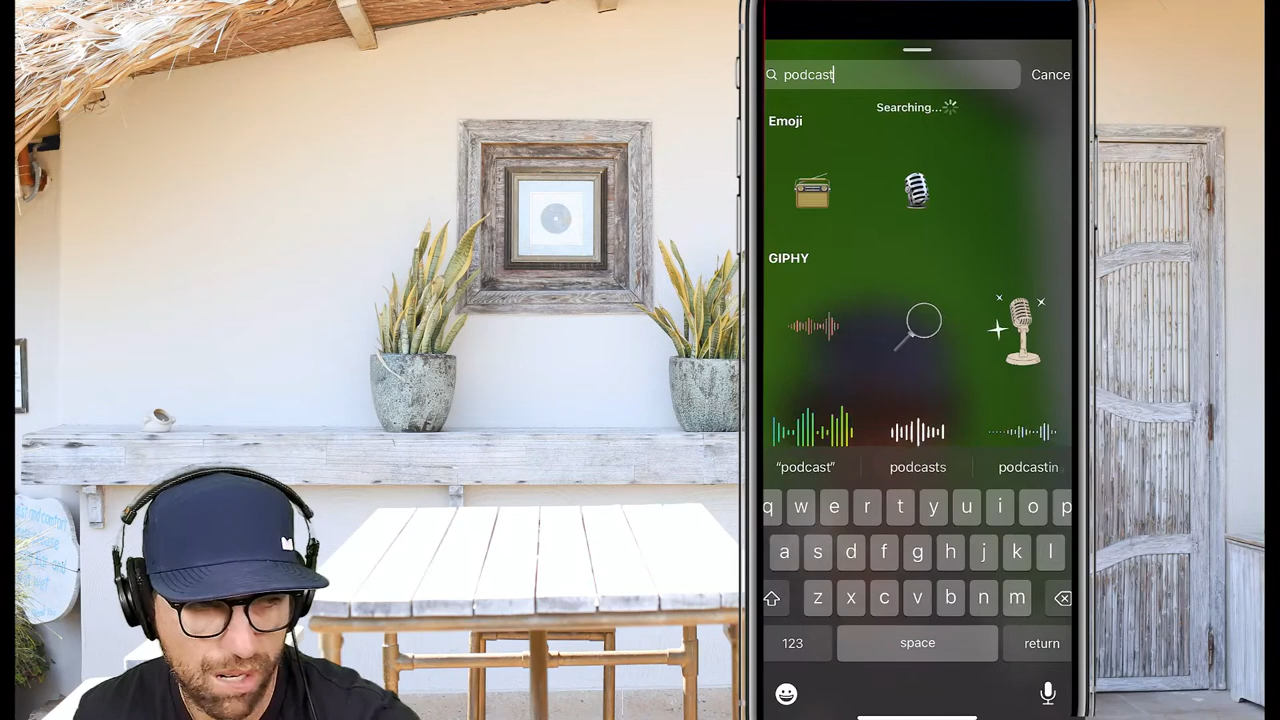 podcast
Cance
Searching...
Emoji
GIPHY
“podcast” podcasts podcastin
q w e r t y u i o p
a s d f g h j k l
z x c v b n m
123 space return